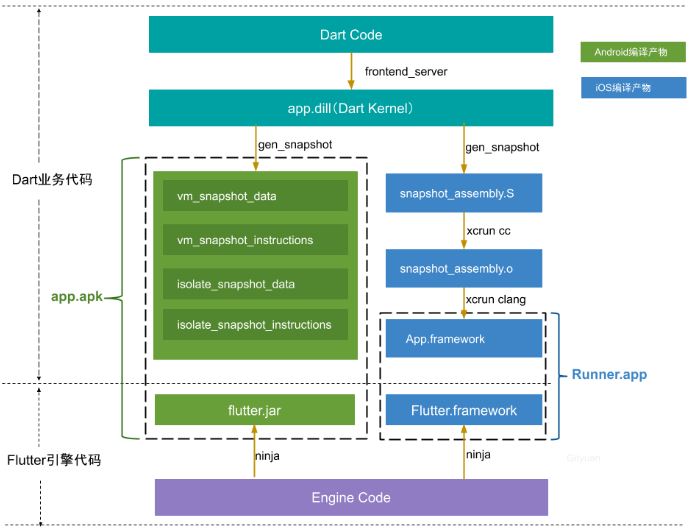 Dart Code
Android编译产物
frontend_server
iOS编译产物
app.dill（Dart Kernel）
gen_snapshot
gen_snapshot
Dart业务代码
vm_snapshot_data
snapshot_assembly.S
vm_snapshot_instructions
xcrun cc
isolate_snapshot_data
snapshot_assembly.o
app.apk
xcrun clang
isolate_snapshot_instructions
App.framework
Runner.app
flutter.jar
Flutter.framework
Flutter引擎代码
ninja
ninja
Gityuan
Engine Code